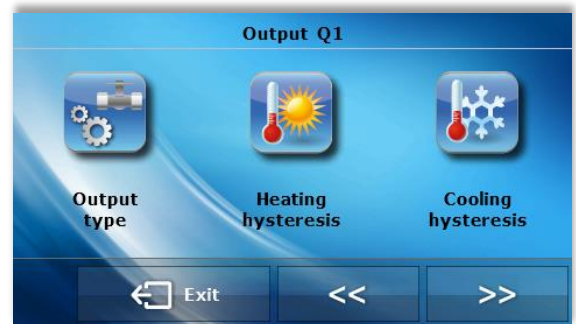 Output Q1
Output
type
Heating
hysteresis
Cooling
hysteresis
Exit
<<
>>